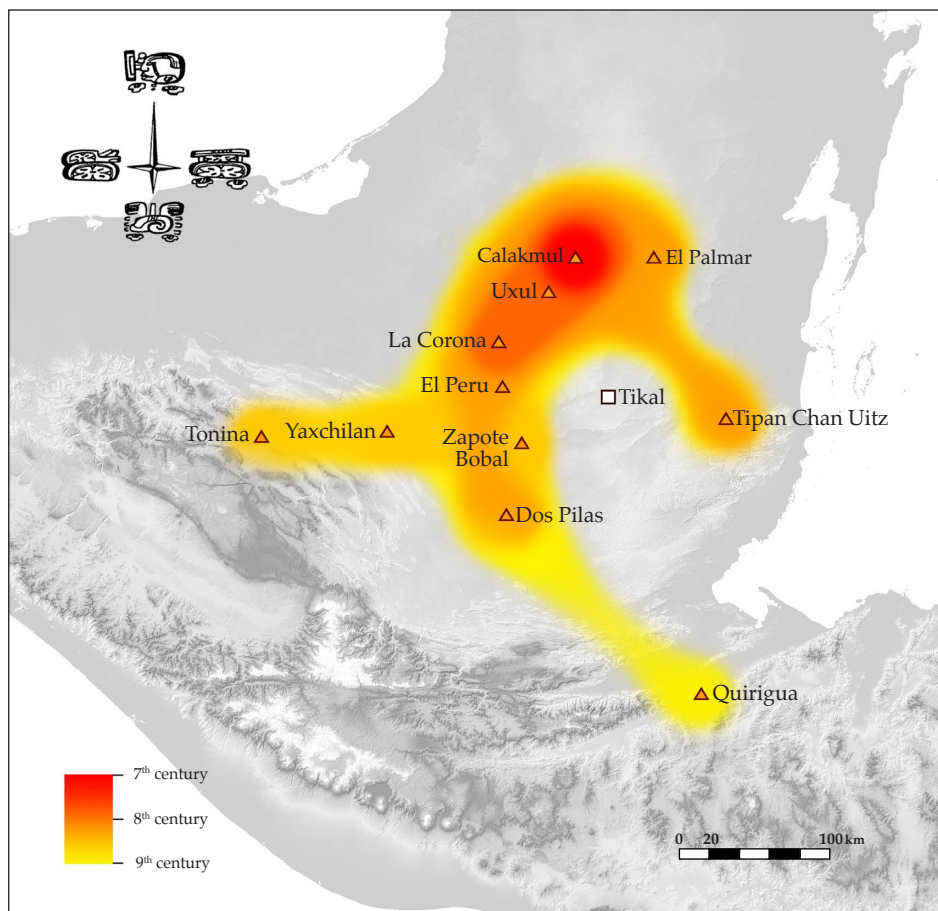 Calakmul
El Palmar
Uxul
La Corona
El Peru
Tikal
Tipan Chan Uitz
Tonina
Yaxchilan
Zapote
Bobal
Dos Pilas
Quirigua
7th century
8th century
9th century
0 20 100 km